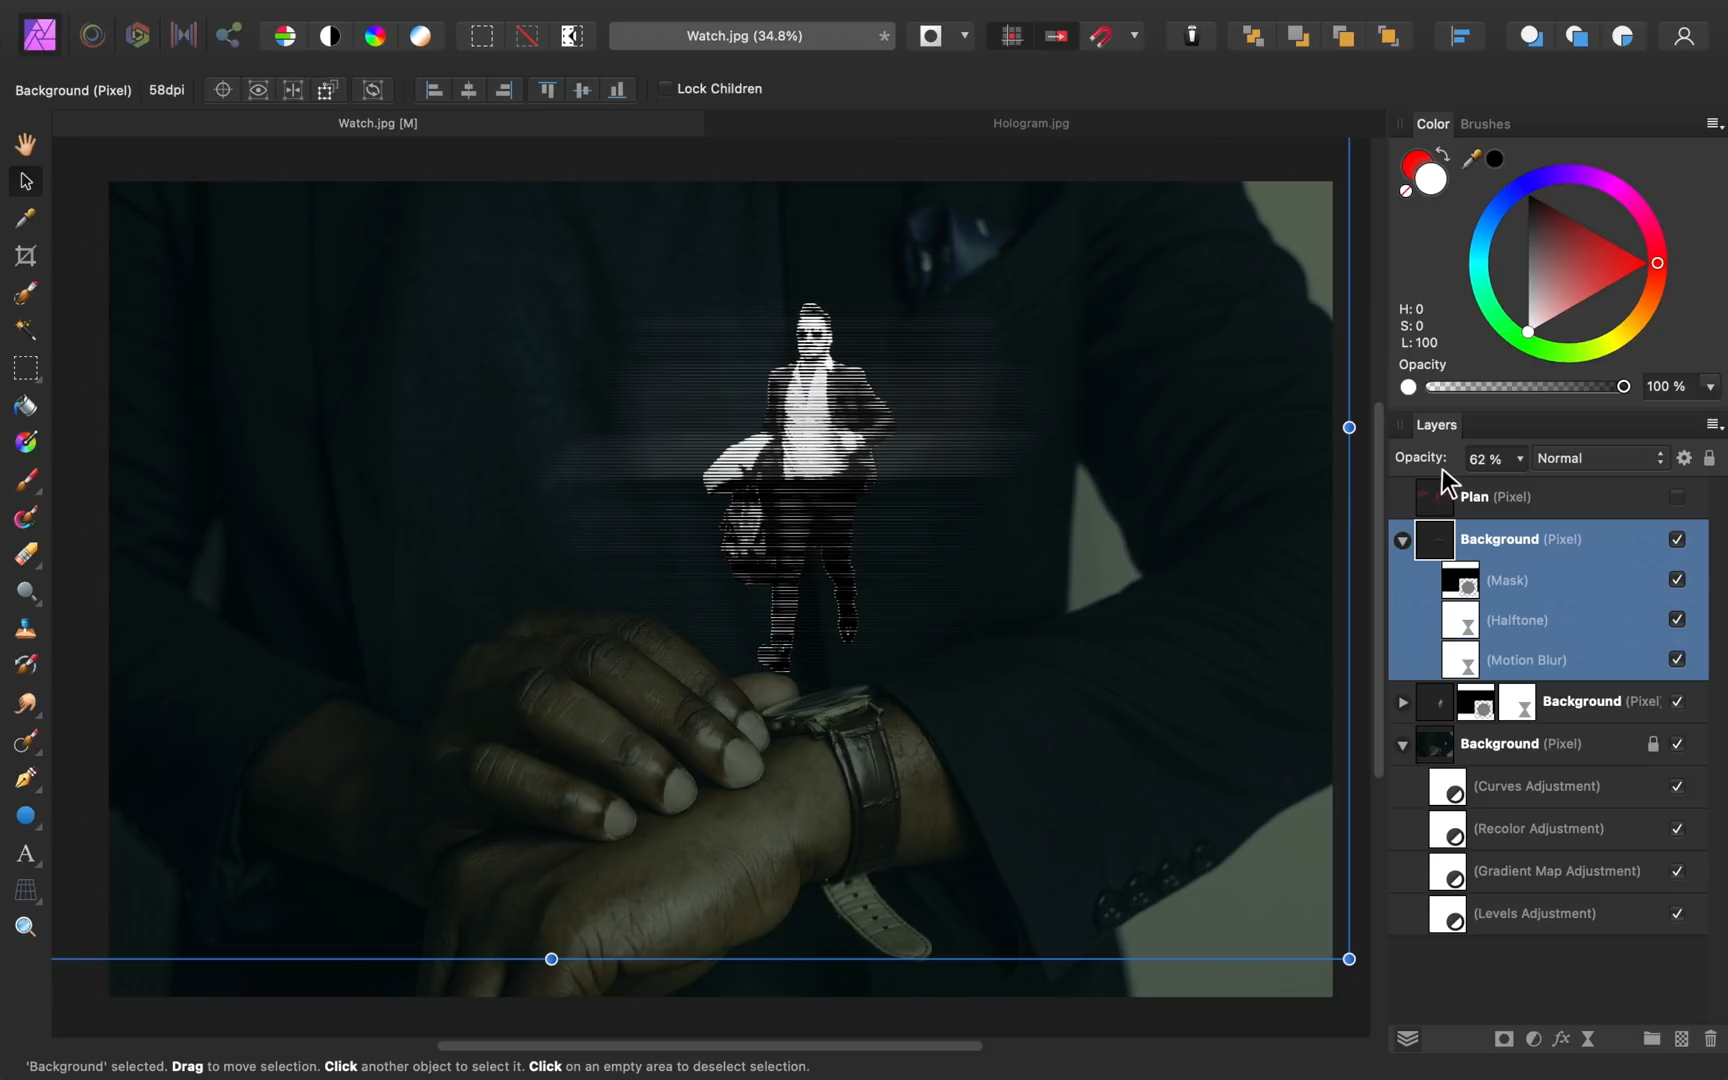 Watch.jpg (34.8%)
*
Background (Pixel)
58dpi
Lock Children
Watch.jpg [M]
Hologram.jpg
Color
Brushes
H: 0
S: 0
L: 100
Opacity
100 %
Layers
Opacity:
62 %
Normal
Plan (Pixel)
Background (Pixel)
(Mask)
(Halftone)
(Motion Blur)
Background (Pixel)
Background (Pixel)
(Curves Adjustment)
(Recolor Adjustment)
(Gradient Map Adjustment)
(Levels Adjustment)
A
fx
'Background' selected. Drag to move selection. Click another object to select it. Click on an empty area to deselect selection.